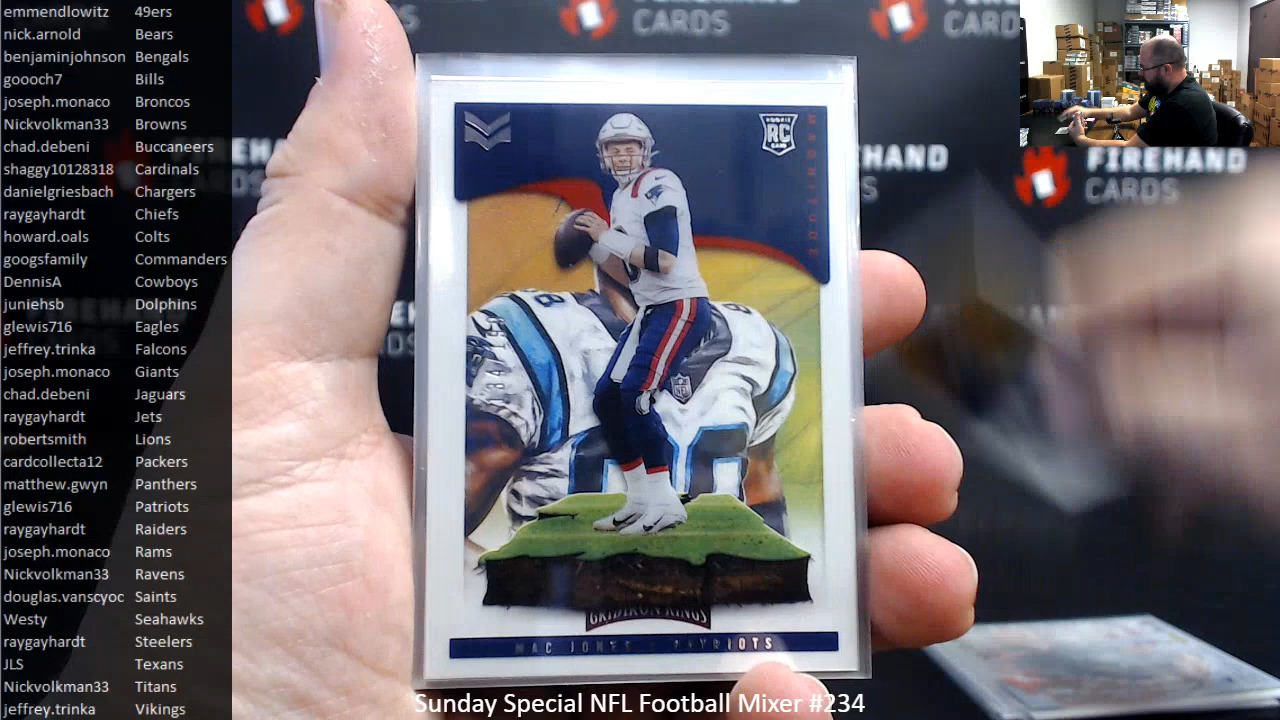 emmendlowitz 49ers
nick.arnold Bears
benjaminjohnson Bengals
goooch7 Bills
joseph.monaco Broncos
Nickvolkman33 Browns
chad.debeni Buccaneers
shaggy10128318 Cardinals
danielgriesbach Chargers
raygayhardt Chiefs
howard.oals Colts
googsfamily Commanders
DennisA Cowboys
juniehsb Dolphins
glewis716 Eagles
jeffrey.trinka Falcons
joseph.monaco Giants
chad.debeni Jaguars
raygayhardt Jets
robertsmith Lions
cardcollecta12 Packers
matthew.gwyn Panthers
glewis716 Patriots
raygayhardt Raiders
joseph.monaco Rams
Nickvolkman33 Ravens
douglas.vanscyoc Saints
Westy Seahawks
raygayhardt Steelers
JLS Texans
Nickvolkman33 Titans
jeffrey.trinka Vikings
FIREHAND
CARDS
ROOKIE
RC
CARD
MAGNITUDE
NFL
GRIDIRON KINGS
MAC JONES PATRIOTS
Sunday Special NFL Football Mixer #234